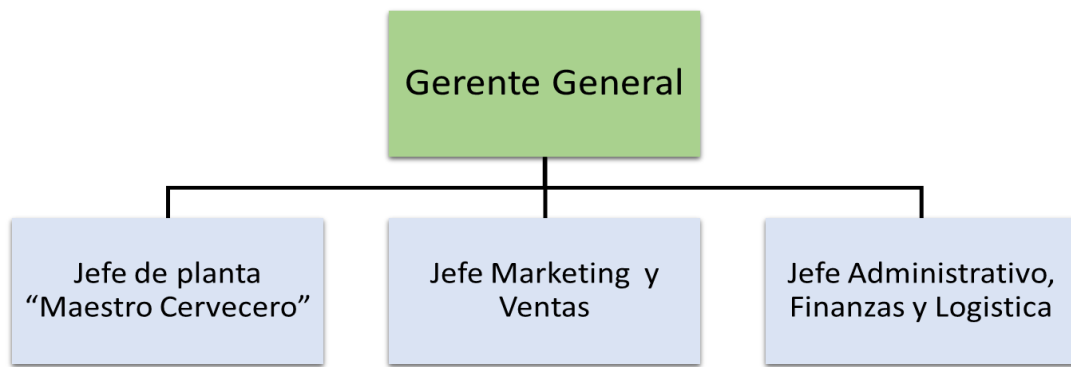 Gerente General
Jefe de planta
“Maestro Cervecero”
Jefe Marketing y
Ventas
Jefe Administrativo,
Finanzas y Logistica